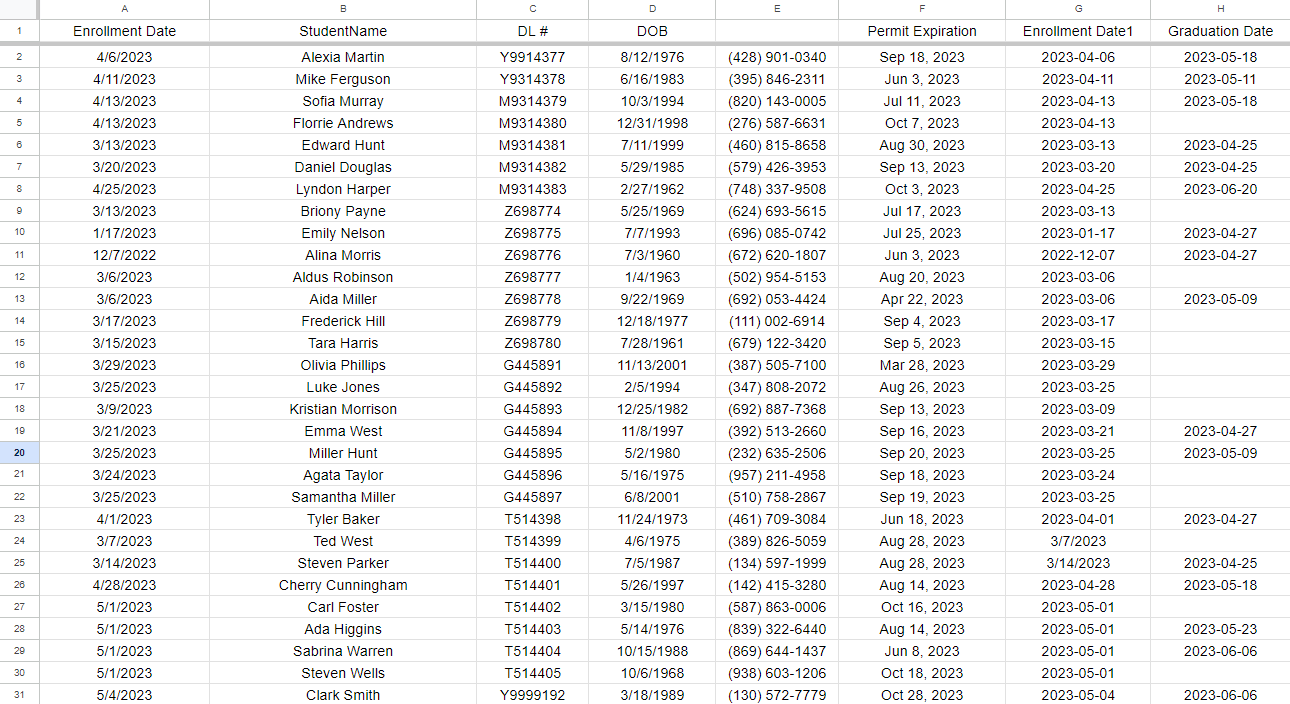 A B C D E F G H
1 Enrollment Date StudentName DL # DOB Permit Expiration Enrollment Date1 Graduation Date
2 4/6/2023 Alexia Martin Y9914377 8/12/1976 (428) 901-0340 Sep 18, 2023 2023-04-06 2023-05-18
3 4/11/2023 Mike Ferguson Y9314378 6/16/1983 (395) 846-2311 Jun 3, 2023 2023-04-11 2023-05-11
4 4/13/2023 Sofia Murray M9314379 10/3/1994 (820) 143-0005 Jul 11, 2023 2023-04-13 2023-05-18
5 4/13/2023 Florrie Andrews M9314380 12/31/1998 (276) 587-6631 Oct 7, 2023 2023-04-13
6 3/13/2023 Edward Hunt M9314381 7/11/1999 (460) 815-8658 Aug 30, 2023 2023-03-13 2023-04-25
7 3/20/2023 Daniel Douglas M9314382 5/29/1985 (579) 426-3953 Sep 13, 2023 2023-03-20 2023-04-25
8 4/25/2023 Lyndon Harper M9314383 2/27/1962 (748) 337-9508 Oct 3, 2023 2023-04-25 2023-06-20
9 3/13/2023 Briony Payne Z698774 5/25/1969 (624) 693-5615 Jul 17, 2023 2023-03-13
10 1/17/2023 Emily Nelson Z698775 7/7/1993 (696) 085-0742 Jul 25, 2023 2023-01-17 2023-04-27
11 12/7/2022 Alina Morris Z698776 7/3/1960 (672) 620-1807 Jun 3, 2023 2022-12-07 2023-04-27
12 3/6/2023 Aldus Robinson Z698777 1/4/1963 (502) 954-5153 Aug 20, 2023 2023-03-06
13 3/6/2023 Aida Miller Z698778 9/22/1969 (692) 053-4424 Apr 22, 2023 2023-03-06 2023-05-09
14 3/17/2023 Frederick Hill Z698779 12/18/1977 (111) 002-6914 Sep 4, 2023 2023-03-17
15 3/15/2023 Tara Harris Z698780 7/28/1961 (679) 122-3420 Sep 5, 2023 2023-03-15
16 3/29/2023 Olivia Phillips G445891 11/13/2001 (387) 505-7100 Mar 28, 2023 2023-03-29
17 3/25/2023 Luke Jones G445892 2/5/1994 (347) 808-2072 Aug 26, 2023 2023-03-25
18 3/9/2023 Kristian Morrison G445893 12/25/1982 (692) 887-7368 Sep 13, 2023 2023-03-09
19 3/21/2023 Emma West G445894 11/8/1997 (392) 513-2660 Sep 16, 2023 2023-03-21 2023-04-27
20 3/25/2023 Miller Hunt G445895 5/2/1980 (232) 635-2506 Sep 20, 2023 2023-03-25 2023-05-09
21 3/24/2023 Agata Taylor G445896 5/16/1975 (957) 211-4958 Sep 18, 2023 2023-03-24
22 3/25/2023 Samantha Miller G445897 6/8/2001 (510) 758-2867 Sep 19, 2023 2023-03-25
23 4/1/2023 Tyler Baker T514398 11/24/1973 (461) 709-3084 Jun 18, 2023 2023-04-01 2023-04-27
24 3/7/2023 Ted West T514399 4/6/1975 (389) 826-5059 Aug 28, 2023 3/7/2023
25 3/14/2023 Steven Parker T514400 7/5/1987 (134) 597-1999 Aug 28, 2023 3/14/2023 2023-04-25
26 4/28/2023 Cherry Cunningham T514401 5/26/1997 (142) 415-3280 Aug 14, 2023 2023-04-28 2023-05-18
27 5/1/2023 Carl Foster T514402 3/15/1980 (587) 863-0006 Oct 16, 2023 2023-05-01
28 5/1/2023 Ada Higgins T514403 5/14/1976 (839) 322-6440 Aug 14, 2023 2023-05-01 2023-05-23
29 5/1/2023 Sabrina Warren T514404 10/15/1988 (869) 644-1437 Jun 8, 2023 2023-05-01 2023-06-06
30 5/1/2023 Steven Wells T514405 10/6/1968 (938) 603-1206 Oct 18, 2023 2023-05-01
31 5/4/2023 Clark Smith Y9999192 3/18/1989 (130) 572-7779 Oct 28, 2023 2023-05-04 2023-06-06